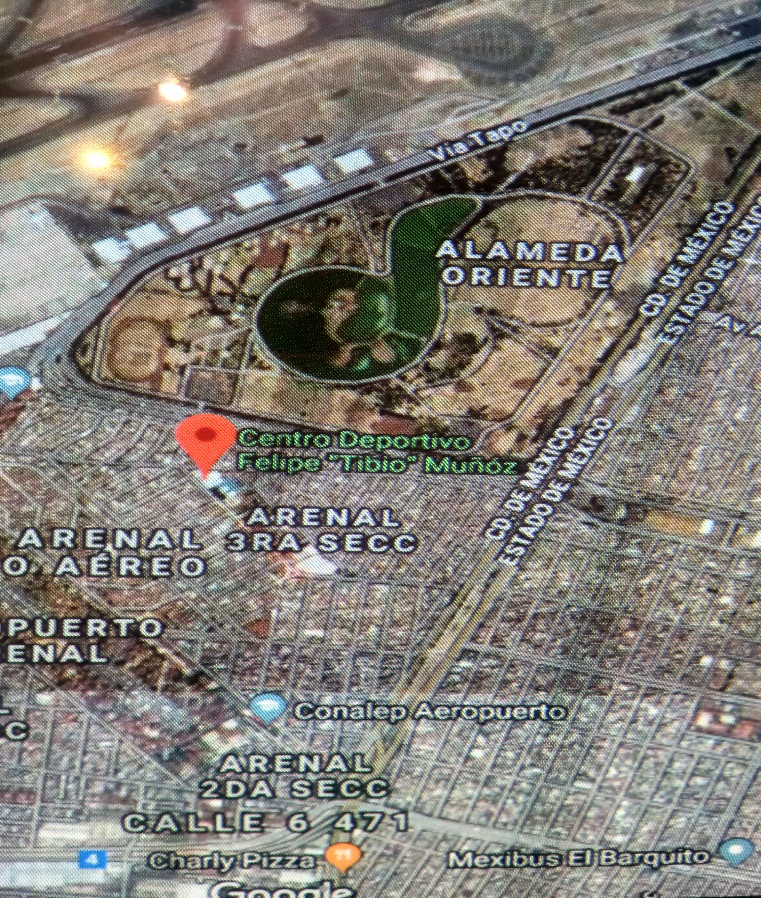 Via Tapo
ALAMEDA
ORIENTE
CD. DE MÉXICO
ESTADO DE MÉXICO
Centro Deportivo
Felipe "Tibio" Muñóz
CD. DE MÉXICO
ESTADO DE MÉXICO
ARENAL
3RA SECC
ARENAL
O. AÉREO
PUERTO
ENAL
Conalep Aeropuerto
ARENAL
2DA SECC
CALLE 6 471
4
Charly Pizza
Mexibus El Barquito
Google